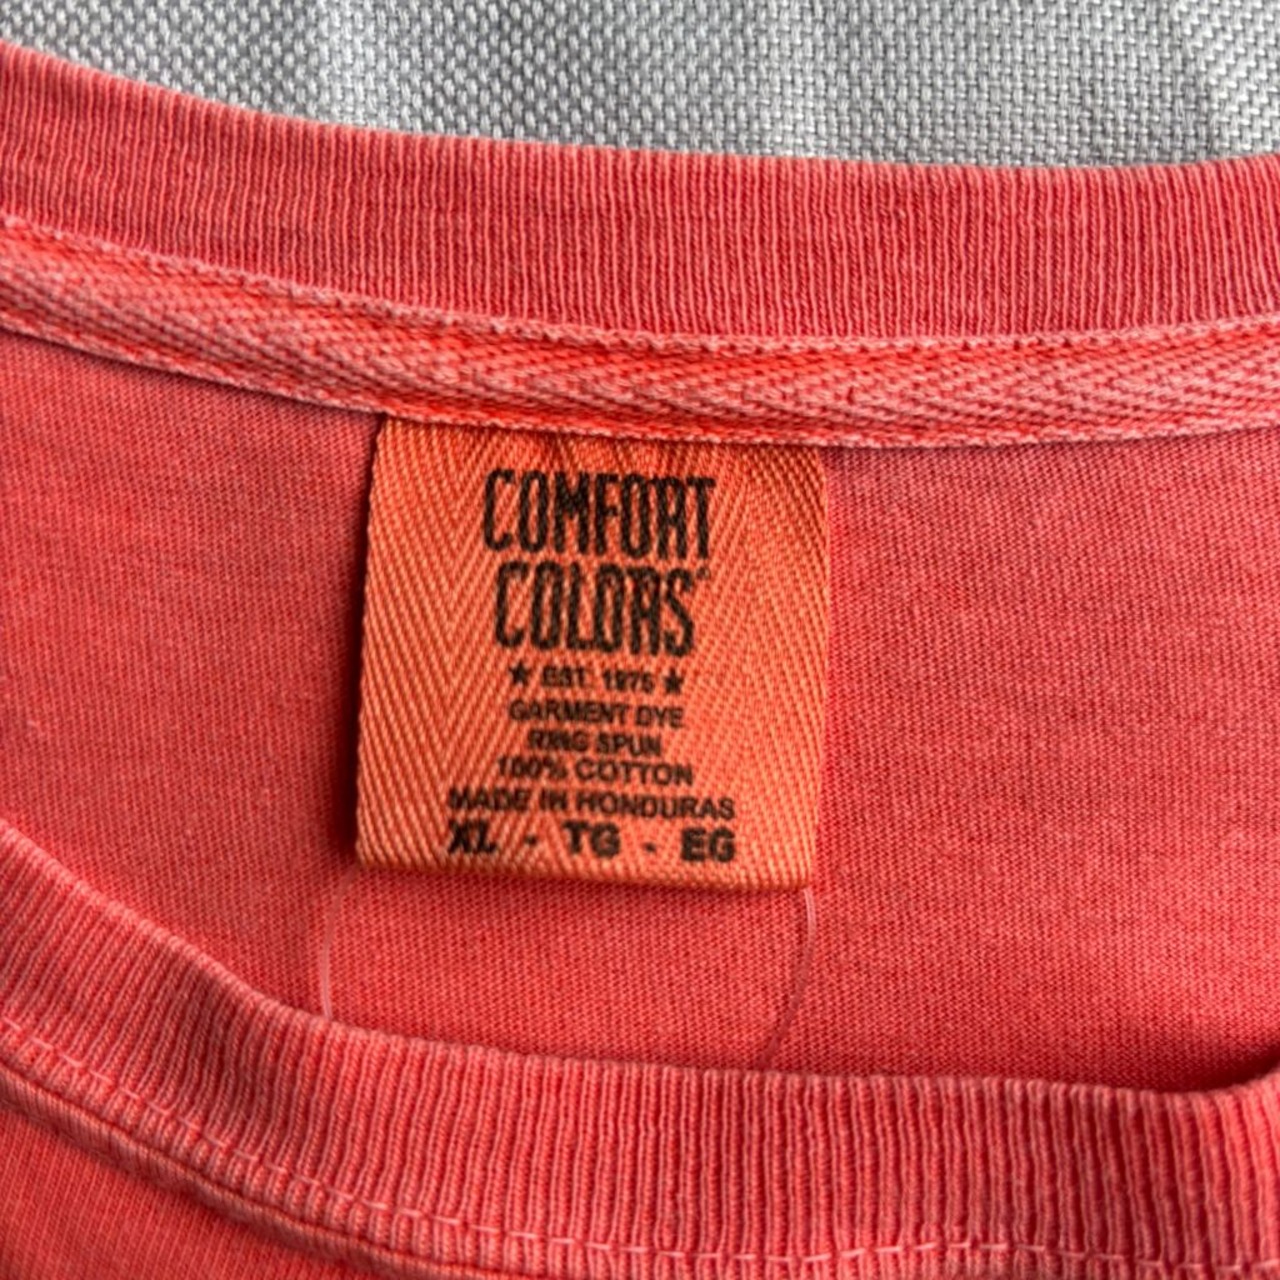 COMFORT
COLORS®
★ EST. 1975 ★
GARMENT DYE
RING SPUN
100% COTTON
MADE IN HONDURAS
XL - TG - EG